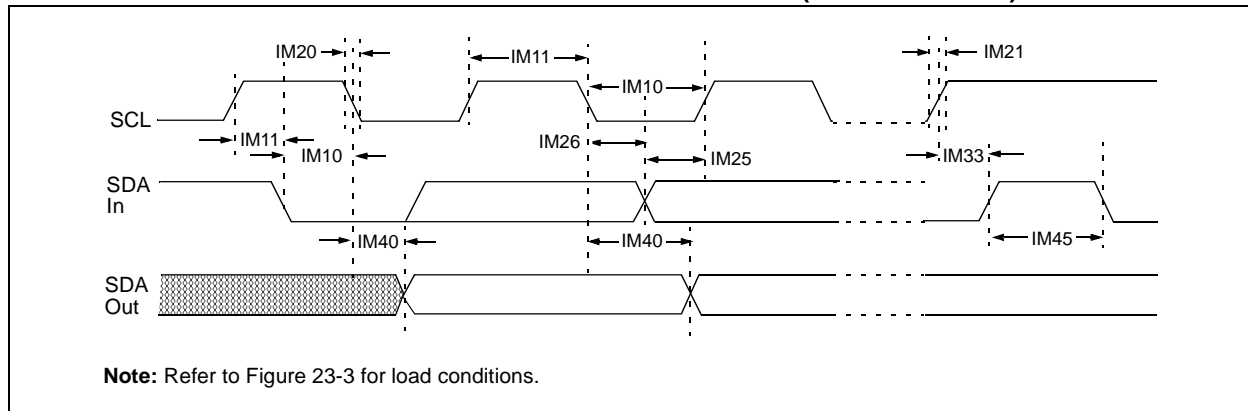 IM20 IM11 IM21
IM10
SCL
IM11 IM26
IM10 IM25 IM33
SDA
In
IM40 IM40 IM45
SDA
Out
Note: Refer to Figure 23-3 for load conditions.